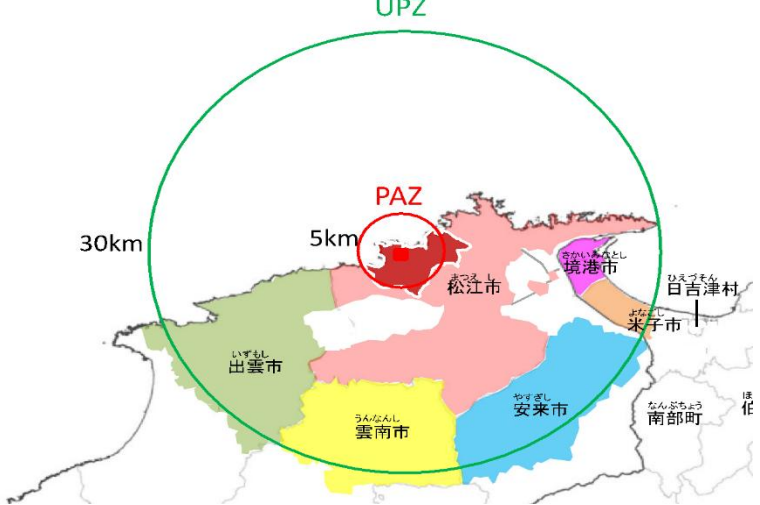 UPZ
PAZ
30km
5km
さかいみなとし
境港市
ひえづそん
日吉津村
まつえ し
松江市
よなごし
米子市
いずもし
出雲市
やすぎし
安来市
なんぶちょう
南部町
うんなんし
雲南市